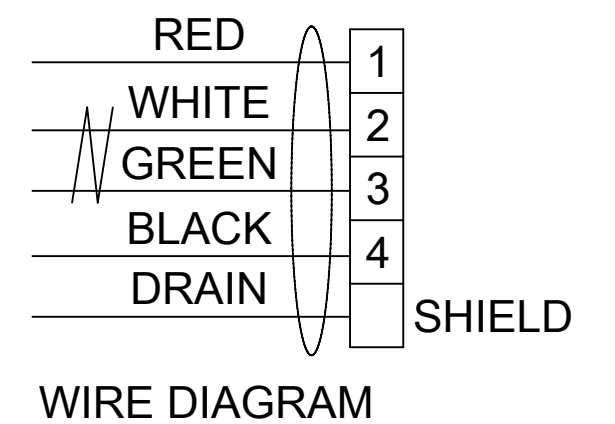 RED
1
WHITE
2
GREEN
3
BLACK
4
DRAIN
SHIELD
WIRE DIAGRAM